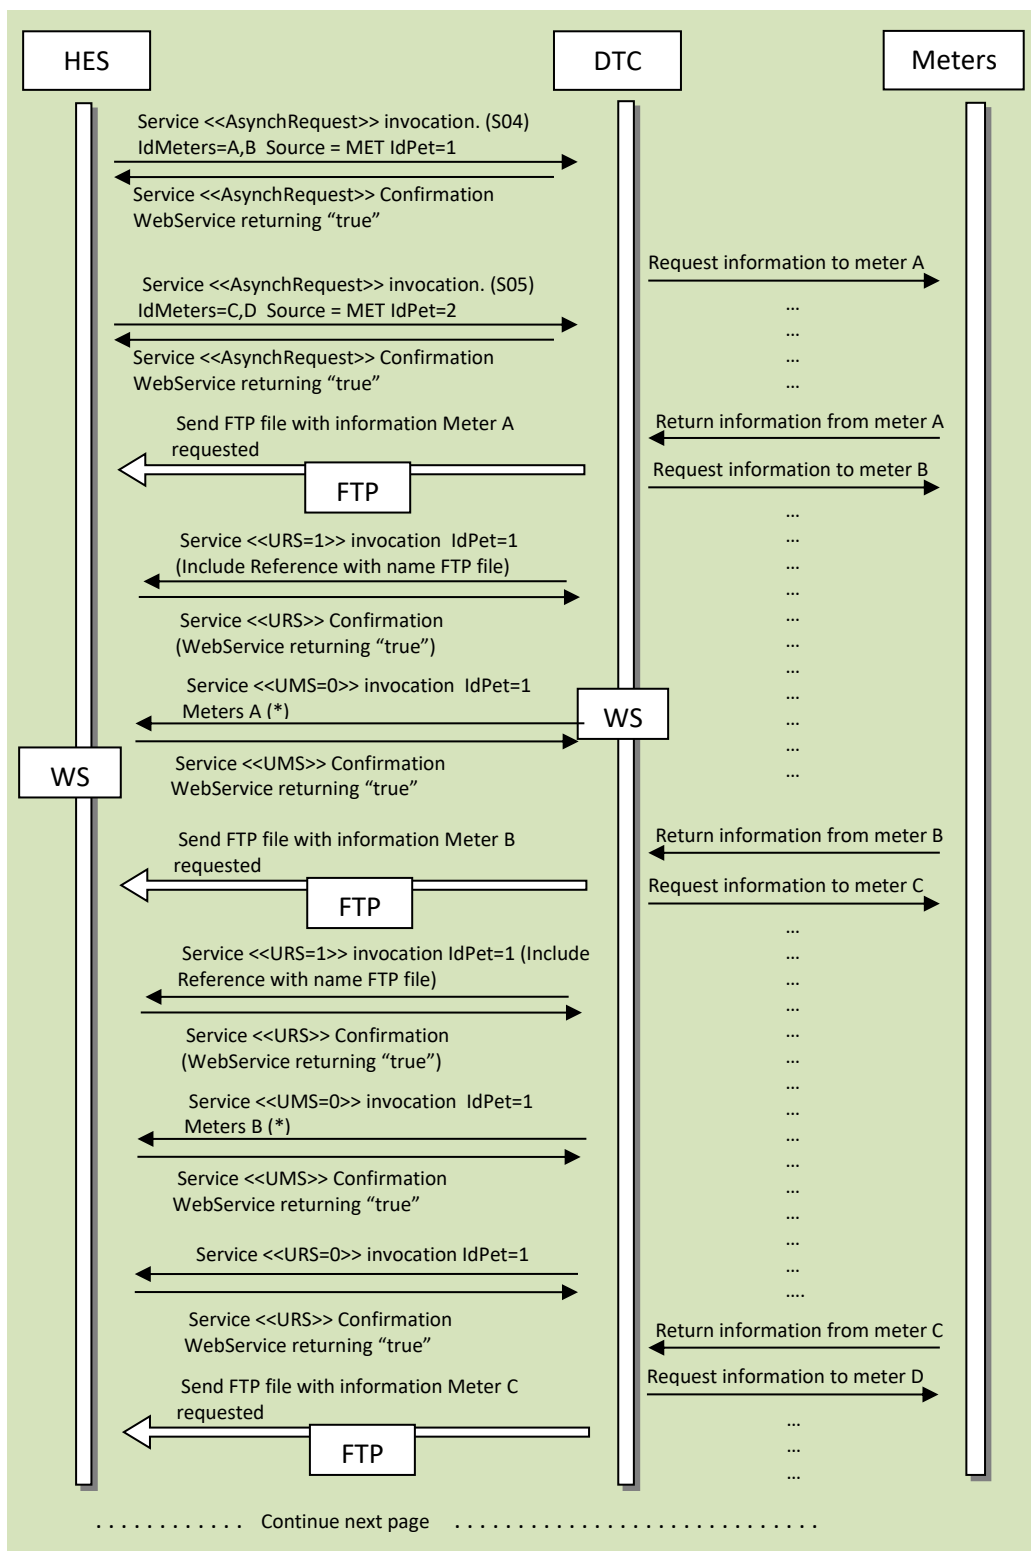 HES
DTC
Meters
Service <<AsynchRequest>> invocation. (S04)
IdMeters=A,B  Source = MET IdPet=1
Service <<AsynchRequest>> Confirmation
WebService returning “true”
Request information to meter A
Service <<AsynchRequest>> invocation. (S05)
IdMeters=C,D  Source = MET IdPet=2
...
...
...
...
Service <<AsynchRequest>> Confirmation
WebService returning “true”
Send FTP file with information Meter A
requested
FTP
Return information from meter A
Request information to meter B
...
...
...
...
...
...
...
...
...
...
...
Service <<URS=1>> invocation  IdPet=1
(Include Reference with name FTP file)
Service <<URS>> Confirmation
(WebService returning “true”)
Service <<UMS=0>> invocation  IdPet=1
Meters A (*)
WS
WS
Service <<UMS>> Confirmation
WebService returning “true”
Send FTP file with information Meter B
requested
FTP
Return information from meter B
Request information to meter C
...
...
...
...
...
...
...
...
...
...
...
...
...
...
....
Service <<URS=1>> invocation IdPet=1 (Include
Reference with name FTP file)
Service <<URS>> Confirmation
(WebService returning “true”)
Service <<UMS=0>> invocation  IdPet=1
Meters B (*)
Service <<UMS>> Confirmation
WebService returning “true”
Service <<URS=0>> invocation IdPet=1
Service <<URS>> Confirmation
WebService returning “true”
Return information from meter C
Request information to meter D
...
...
...
Send FTP file with information Meter C
requested
FTP
. . . . . . . . . . . .   Continue next page   . . . . . . . . . . . . . . . . . . . . . . . . . . . . .